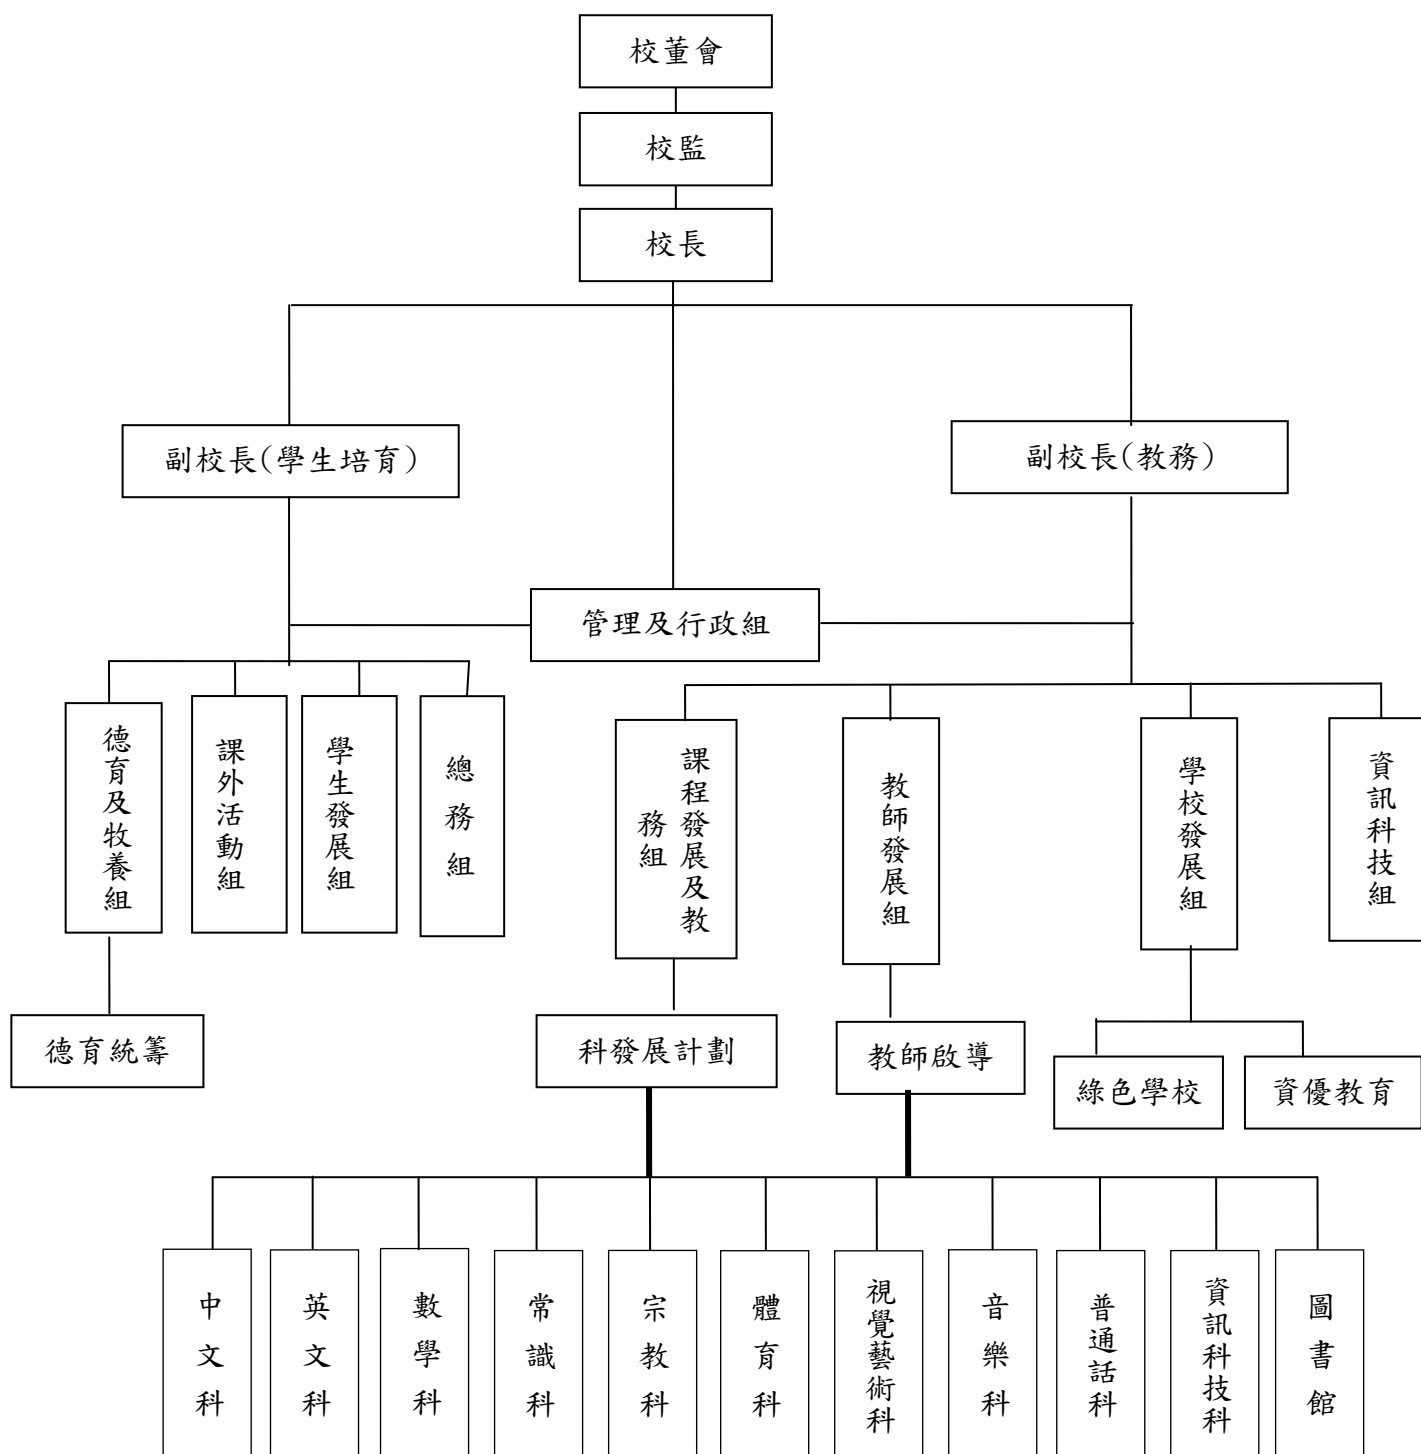 校董會
校監
校長
副校長(學生培育)
副校長(教務)
管理及行政組
德育及牧養組
課外活動組
學生發展組
總務組
課程發展及教
務組
教師發展組
學校發展組
資訊科技組
德育統籌
科發展計劃
教師啟導
綠色學校
資優教育
中文科
英文科
數學科
常識科
宗教科
體育科
視覺藝術科
音樂科
普通話科
資訊科技科
圖書館